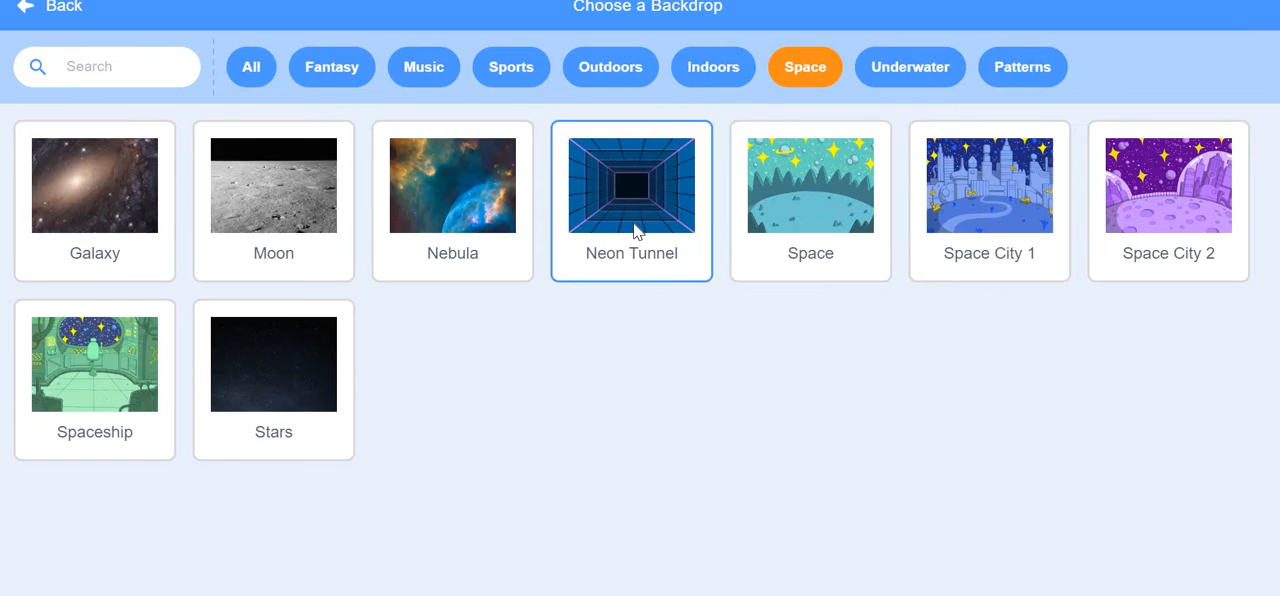 Back
Choose a Backdrop
Search
All
Fantasy
Music
Sports
Outdoors
Indoors
Space
Underwater
Patterns
Galaxy
Moon
Nebula
Neon Tunnel
Space
Space City 1
Space City 2
Spaceship
Stars